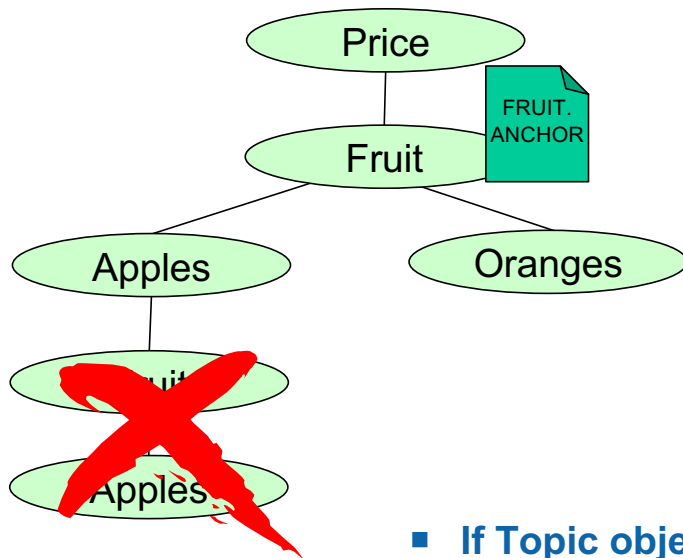 Price
FRUIT.
ANCHOR
Fruit
Apples
Oranges
Apples
If Topic obje